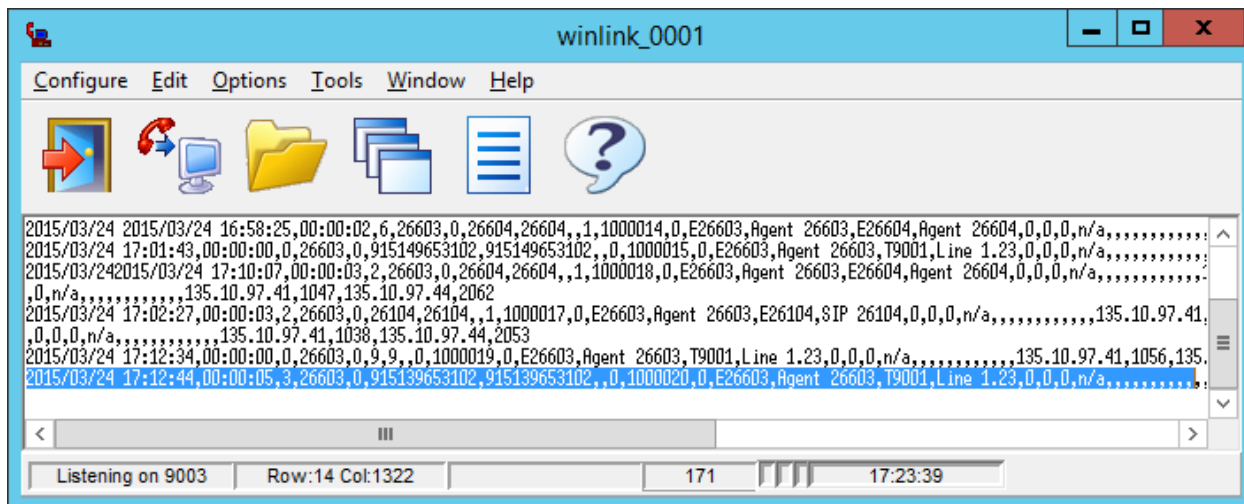 winlink_0001
Configure Edit Options Tools Window Help
2015/03/24 2015/03/24 16:58:25,00:00:02,6,26603,0,26604,26604,,1,1000014,0,E26603,Agent 26603,E26604,Agent 26604,0,0,0,n/a,,,,,,,,,,,,
2015/03/24 17:01:43,00:00:00,0,26603,0,915149653102,915149653102,,0,1000015,0,E26603,Agent 26603,T9001,Line 1.23,0,0,0,n/a,,,,,,,,,,,,
2015/03/242015/03/24 17:10:07,00:00:03,2,26603,0,26604,26604,,1,1000018,0,E26603,Agent 26603,E26604,Agent 26604,0,0,0,n/a,,,,,,,,,,,,
,0,n/a,,,,,,,,,,,,135.10.97.41,1047,135.10.97.44,2062
2015/03/24 17:02:27,00:00:03,2,26603,0,26104,26104,,1,1000017,0,E26603,Agent 26603,E26104,SIP 26104,0,0,0,n/a,,,,,,,,,,,,135.10.97.41,
,0,0,0,n/a,,,,,,,,,,,,135.10.97.41,1038,135.10.97.44,2053
2015/03/24 17:12:34,00:00:00,0,26603,0,9,9,,0,1000019,0,E26603,Agent 26603,T9001,Line 1.23,0,0,0,n/a,,,,,,,,,,,,135.10.97.41,1056,135.
2015/03/24 17:12:44,00:00:05,3,26603,0,915139653102,915139653102,,0,1000020,0,E26603,Agent 26603,T9001,Line 1.23,0,0,0,n/a,,,,,,,,,,,,
Listening on 9003 Row:14 Col:1322 171 17:23:39